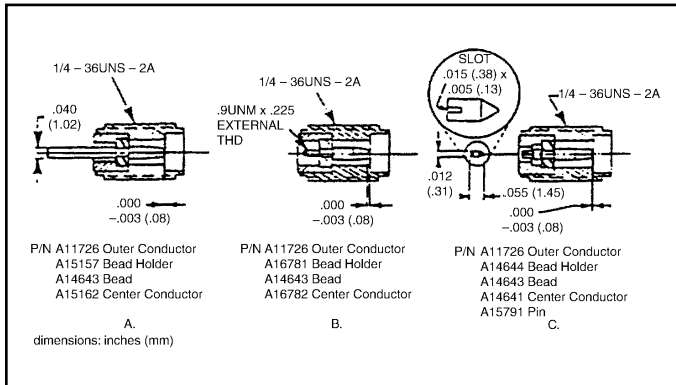 1/4 – 36UNS – 2A
.040
(1.02)
.000
–.003 (.08)
P/N A11726 Outer Conductor
A15157 Bead Holder
A14643 Bead
A15162 Center Conductor
A.
dimensions: inches (mm)
1/4 – 36UNS – 2A
.9UNM x .225
EXTERNAL
THD
.000
–.003 (.08)
P/N A11726 Outer Conductor
A16781 Bead Holder
A14643 Bead
A16782 Center Conductor
B.
SLOT
.015 (.38) x
.005 (.13)
1/4 – 36UNS – 2A
.012
(.31)
.055 (1.45)
.000
–.003 (.08)
P/N A11726 Outer Conductor
A14644 Bead Holder
A14643 Bead
A14641 Center Conductor
A15791 Pin
C.